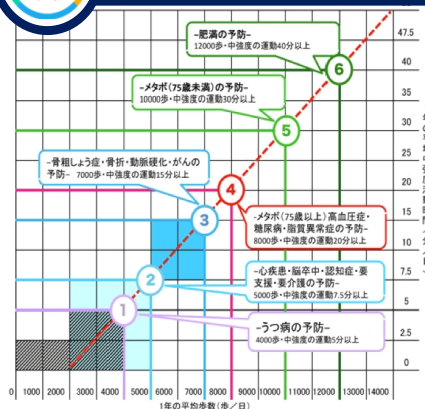 -肥満の予防-
12000歩・中強度の運動40分以上
47.5
40
6
-メタボ(75歳未満)の予防-
10000歩・中強度の運動30分以上
35
30
5
-骨粗しょう症・骨折・動脈硬化・がんの
予防- 7000歩・中強度の運動15分以上
25
20
4
15
3
-メタボ(75歳以上)高血圧症・
糖尿病・脂質異常症の予防-
8000歩・中強度の運動20分以上
10
7.5
2
-心疾患・脳卒中・認知症・要
支援・要介護の予防-
5000歩・中強度の運動7.5分以上
5
1
-うつ病の予防-
4000歩・中強度の運動5分以上
2.5
0
0 1000 2000 3000 4000 5000 6000 7000 8000 9000 10000 11000 12000 13000 14000
1年の平均歩数(歩/日)